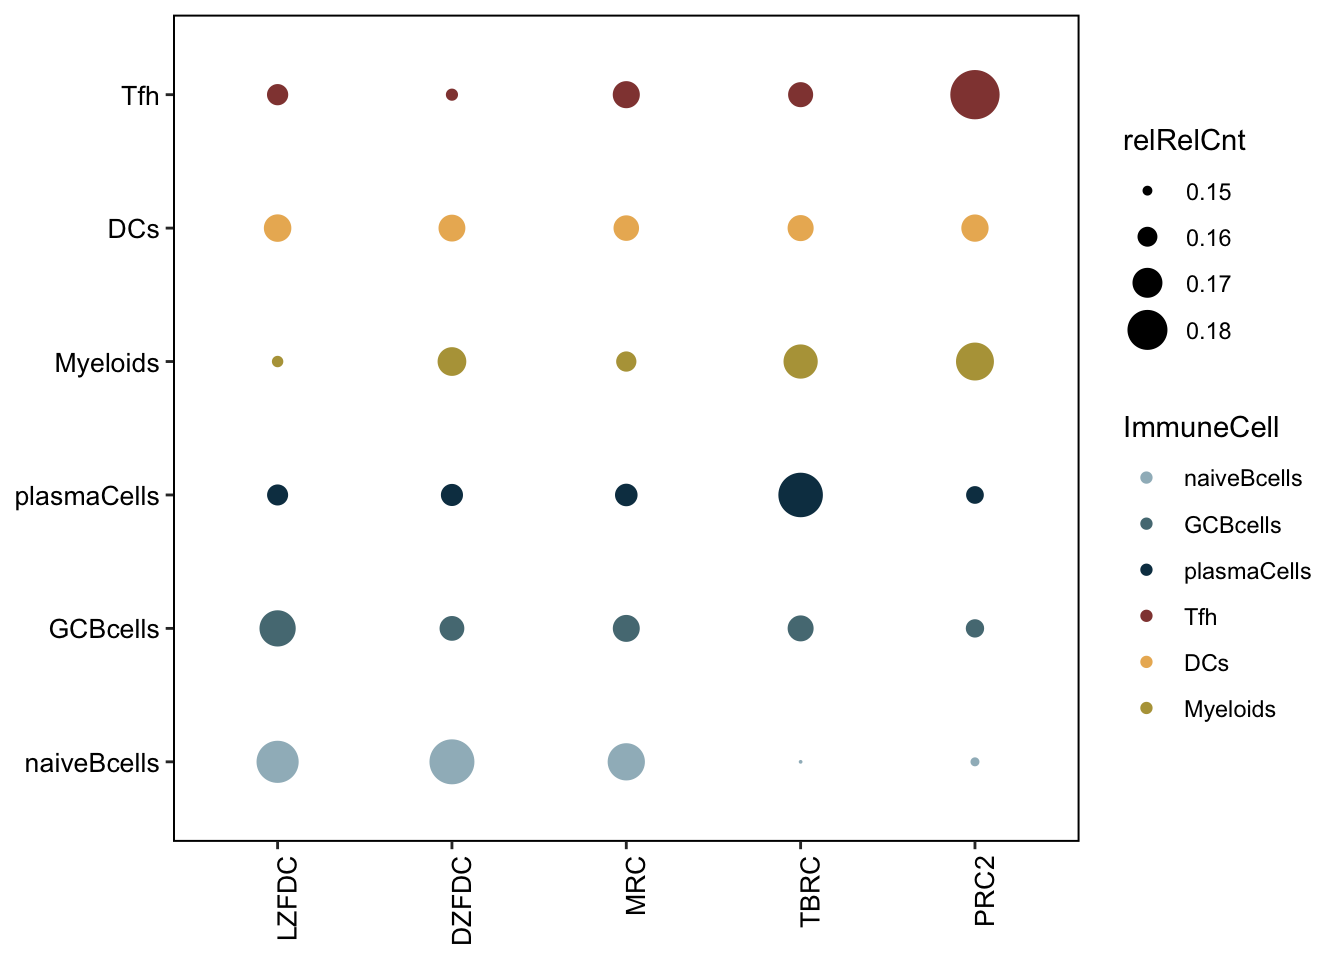 Tfh
DCs
Myeloids
plasmaCells
GCBcells
naiveBcells
LZFDC
DZFDC
MRC
TBRC
PRC2
relRelCnt
0.15
0.16
0.17
0.18
ImmuneCell
naiveBcells
GCBcells
plasmaCells
Tfh
DCs
Myeloids